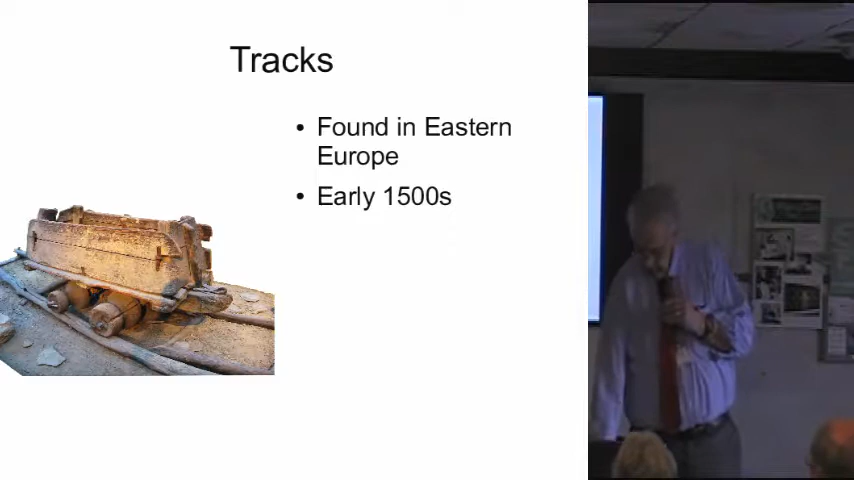 Tracks
• Found in Eastern
Europe
• Early 1500s